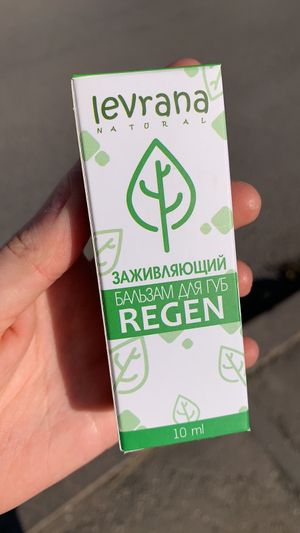 levrana
NATURAL
ЗАЖИВЛЯЮЩИЙ
БАЛЬЗАМ ДЛЯ ГУБ
REGEN
10 ml